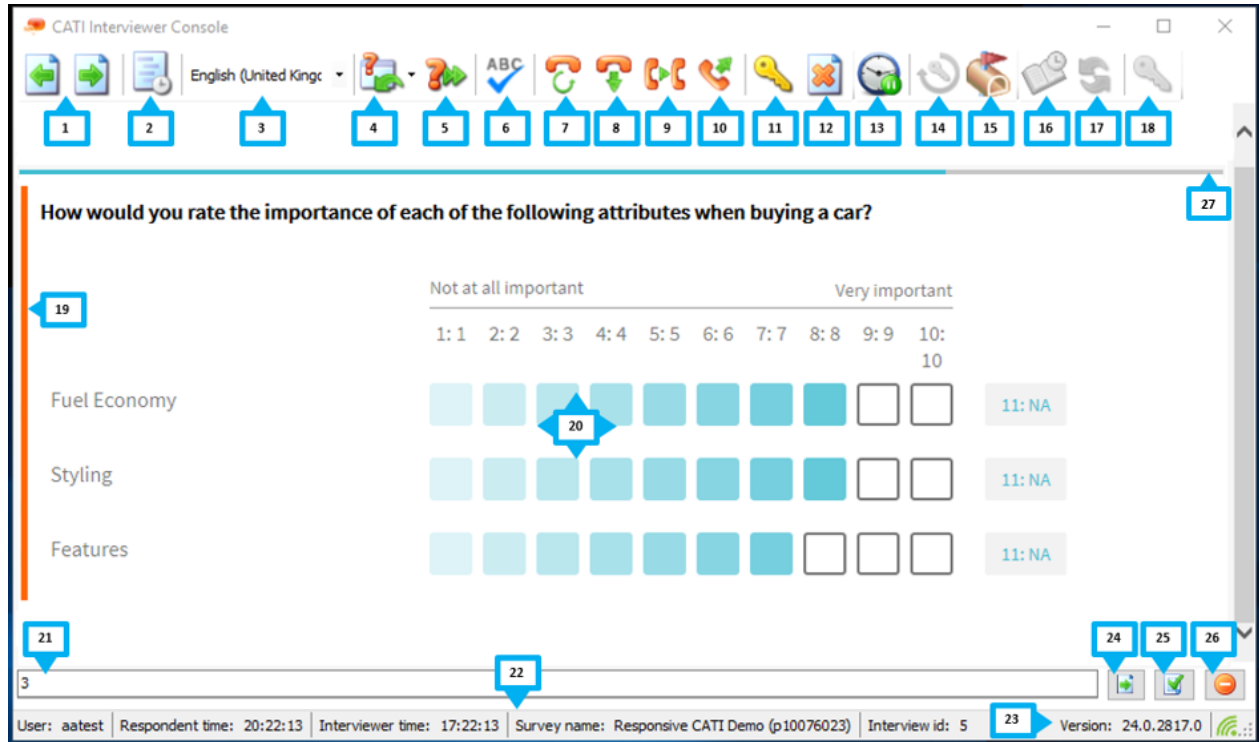 CATI Interviewer Console
English (United Kingc
ABC
1 2 3 4 5 6 7 8 9 10 11 12 13 14 15 16 17 18
27
How would you rate the importance of each of the following attributes when buying a car?
19
Not at all important Very important
1: 1 2: 2 3: 3 4: 4 5: 5 6: 6 7: 7 8: 8 9: 9 10:
10
Fuel Economy 11: NA
20
Styling 11: NA
Features 11: NA
21 22 24 25 26
3
User: aatest Respondent time: 20:22:13 Interviewer time: 17:22:13 Survey name: Responsive CATI Demo (p10076023) Interview id: 5 23 Version: 24.0.2817.0